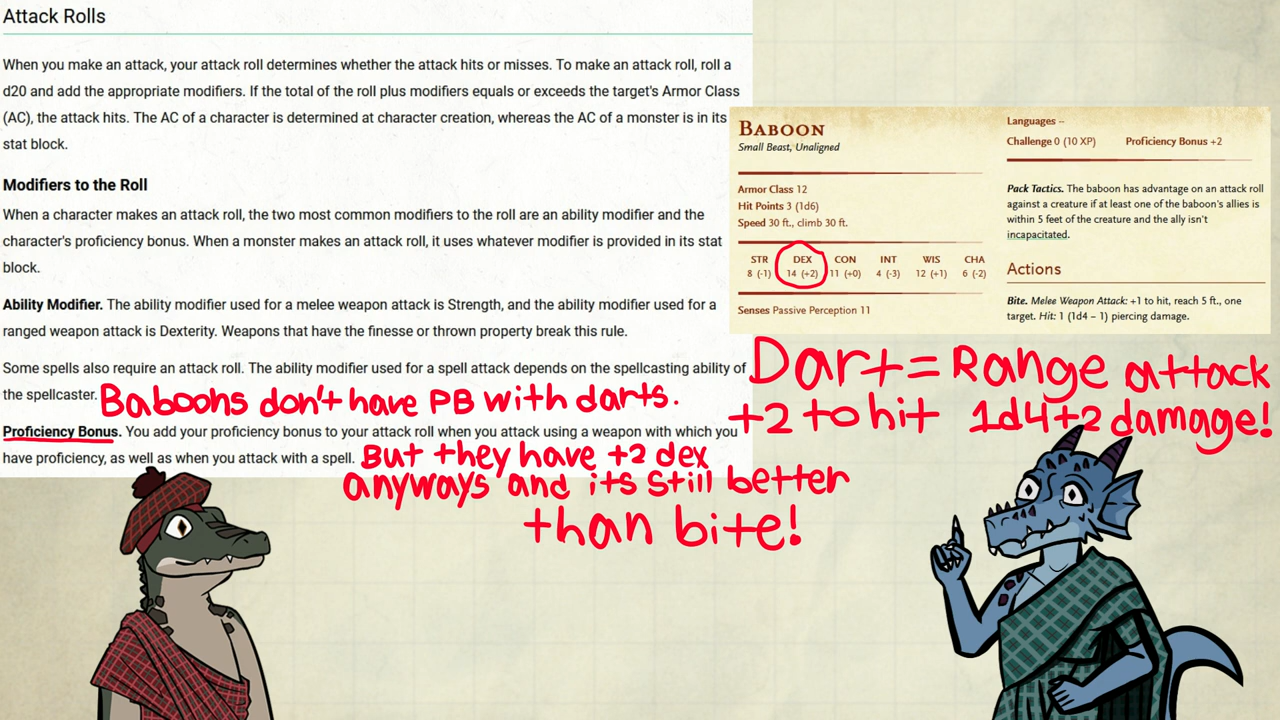 Attack Rolls
When you make an attack, your attack roll determines whether the attack hits or misses. To make an attack roll, roll a
d20 and add the appropriate modifiers. If the total of the roll plus modifiers equals or exceeds the target's Armor Class
(AC), the attack hits. The AC of a character is determined at character creation, whereas the AC of a monster is in its
stat block.
Modifiers to the Roll
When a character makes an attack roll, the two most common modifiers to the roll are an ability modifier and the
character's proficiency bonus. When a monster makes an attack roll, it uses whatever modifier is provided in its stat
block.
Ability Modifier. The ability modifier used for a melee weapon attack is Strength, and the ability modifier used for a
ranged weapon attack is Dexterity. Weapons that have the finesse or thrown property break this rule.
Some spells also require an attack roll. The ability modifier used for a spell attack depends on the spellcasting ability of
the spellcaster.
Baboons don't have PB with darts.
Proficiency Bonus. You add your proficiency bonus to your attack roll when you attack using a weapon with which you
have proficiency, as well as when you attack with a spell.
But they have +2 dex
anyways and its still better
than bite!
BABOON
Small Beast, Unaligned
Armor Class 12
Hit Points 3 (1d6)
Speed 30 ft., climb 30 ft.
STR DEX CON INT WIS CHA
8 (-1) 14 (+2) 11 (+0) 4 (-3) 12 (+1) 6 (-2)
Senses Passive Perception 11
Languages --
Challenge 0 (10 XP) Proficiency Bonus +2
Pack Tactics. The baboon has advantage on an attack roll
against a creature if at least one of the baboon's allies is
within 5 feet of the creature and the ally isn't
incapacitated.
Actions
Bite. Melee Weapon Attack: +1 to hit, reach 5 ft., one
target. Hit: 1 (1d4 – 1) piercing damage.
Dart = Range attack
+2 to hit 1d4+2 damage!